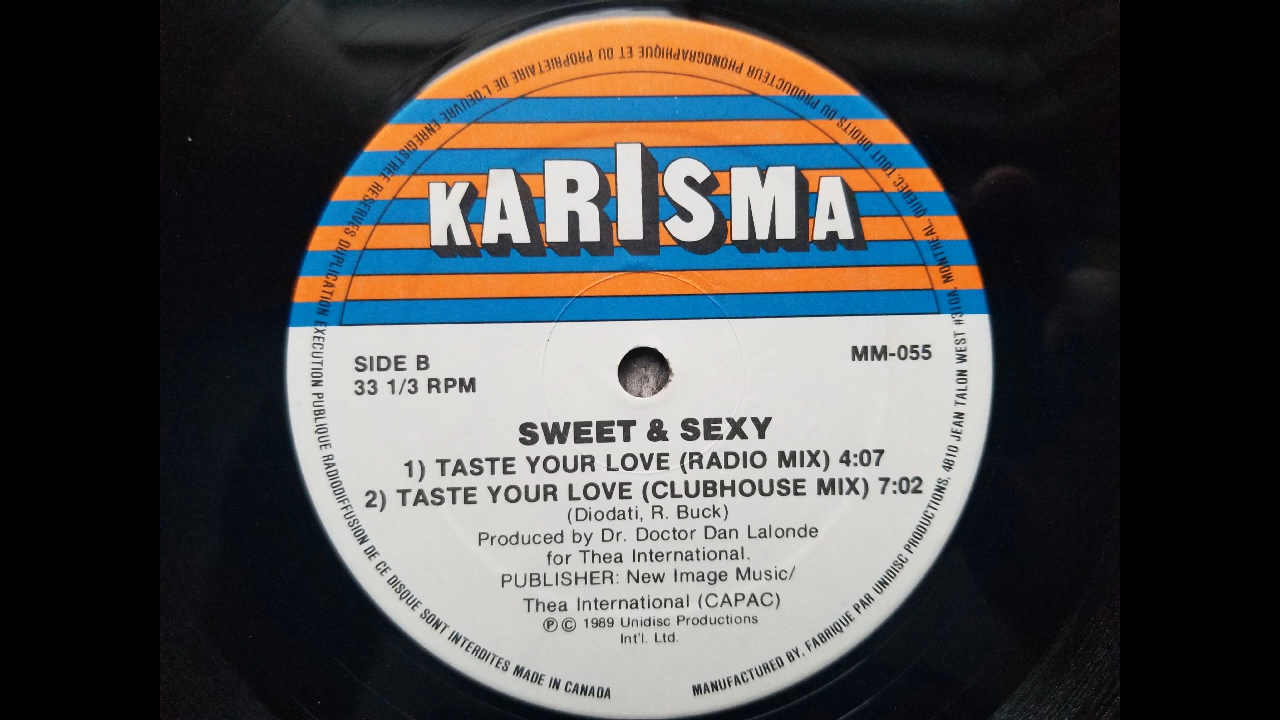 KARISMA
SIDE B
33 1/3 RPM
MM-055
SWEET & SEXY
1) TASTE YOUR LOVE (RADIO MIX) 4:07
2) TASTE YOUR LOVE (CLUBHOUSE MIX) 7:02
(Diodati, R. Buck)
Produced by Dr. Doctor Dan Lalonde
for Thea International.
PUBLISHER: New Image Music/
Thea International (CAPAC)
Ⓟ © 1989 Unidisc Productions
Int'l. Ltd.
MANUFACTURED BY, FABRIQUE PAR UNIDISC PRODUCTIONS, 4810 JEAN TALON WEST #310A, MONTREAL, QUEBEC, TOUT DROITS DU PRODUCTEUR PHONOGRAPHIQUE ET DU PROPRIETAIRE DE L'OEUVRE ENREGISTREE RESERVES DUPLICATION EXECUTION PUBLIQUE RADIODIFFUSION DE CE DISQUE SONT INTERDITES MADE IN CANADA